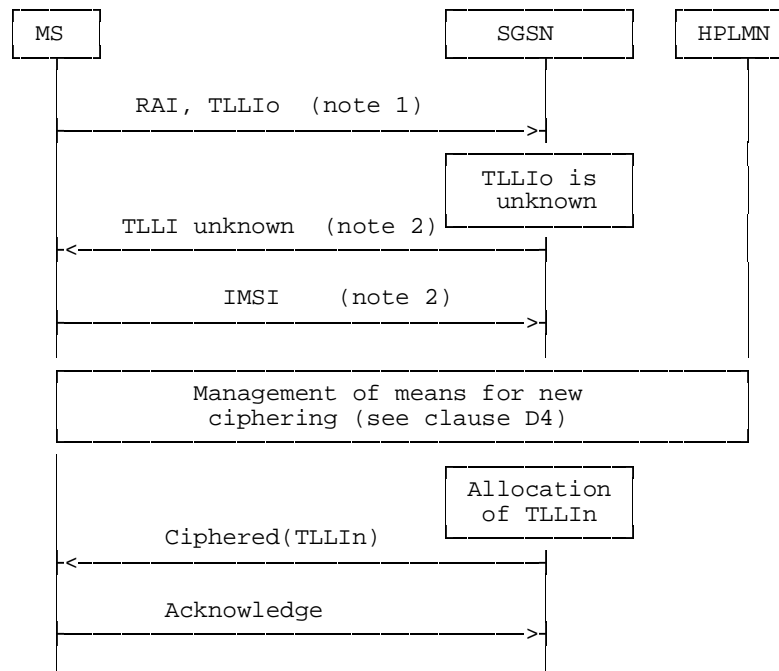 MS SGSN HPLMN
RAI, TLLIo (note 1)
TLLIo is
unknown
TLLI unknown (note 2)
IMSI (note 2)
Management of means for new
ciphering (see clause D4)
Allocation
of TLLIn
Ciphered(TLLIn)
Acknowledge